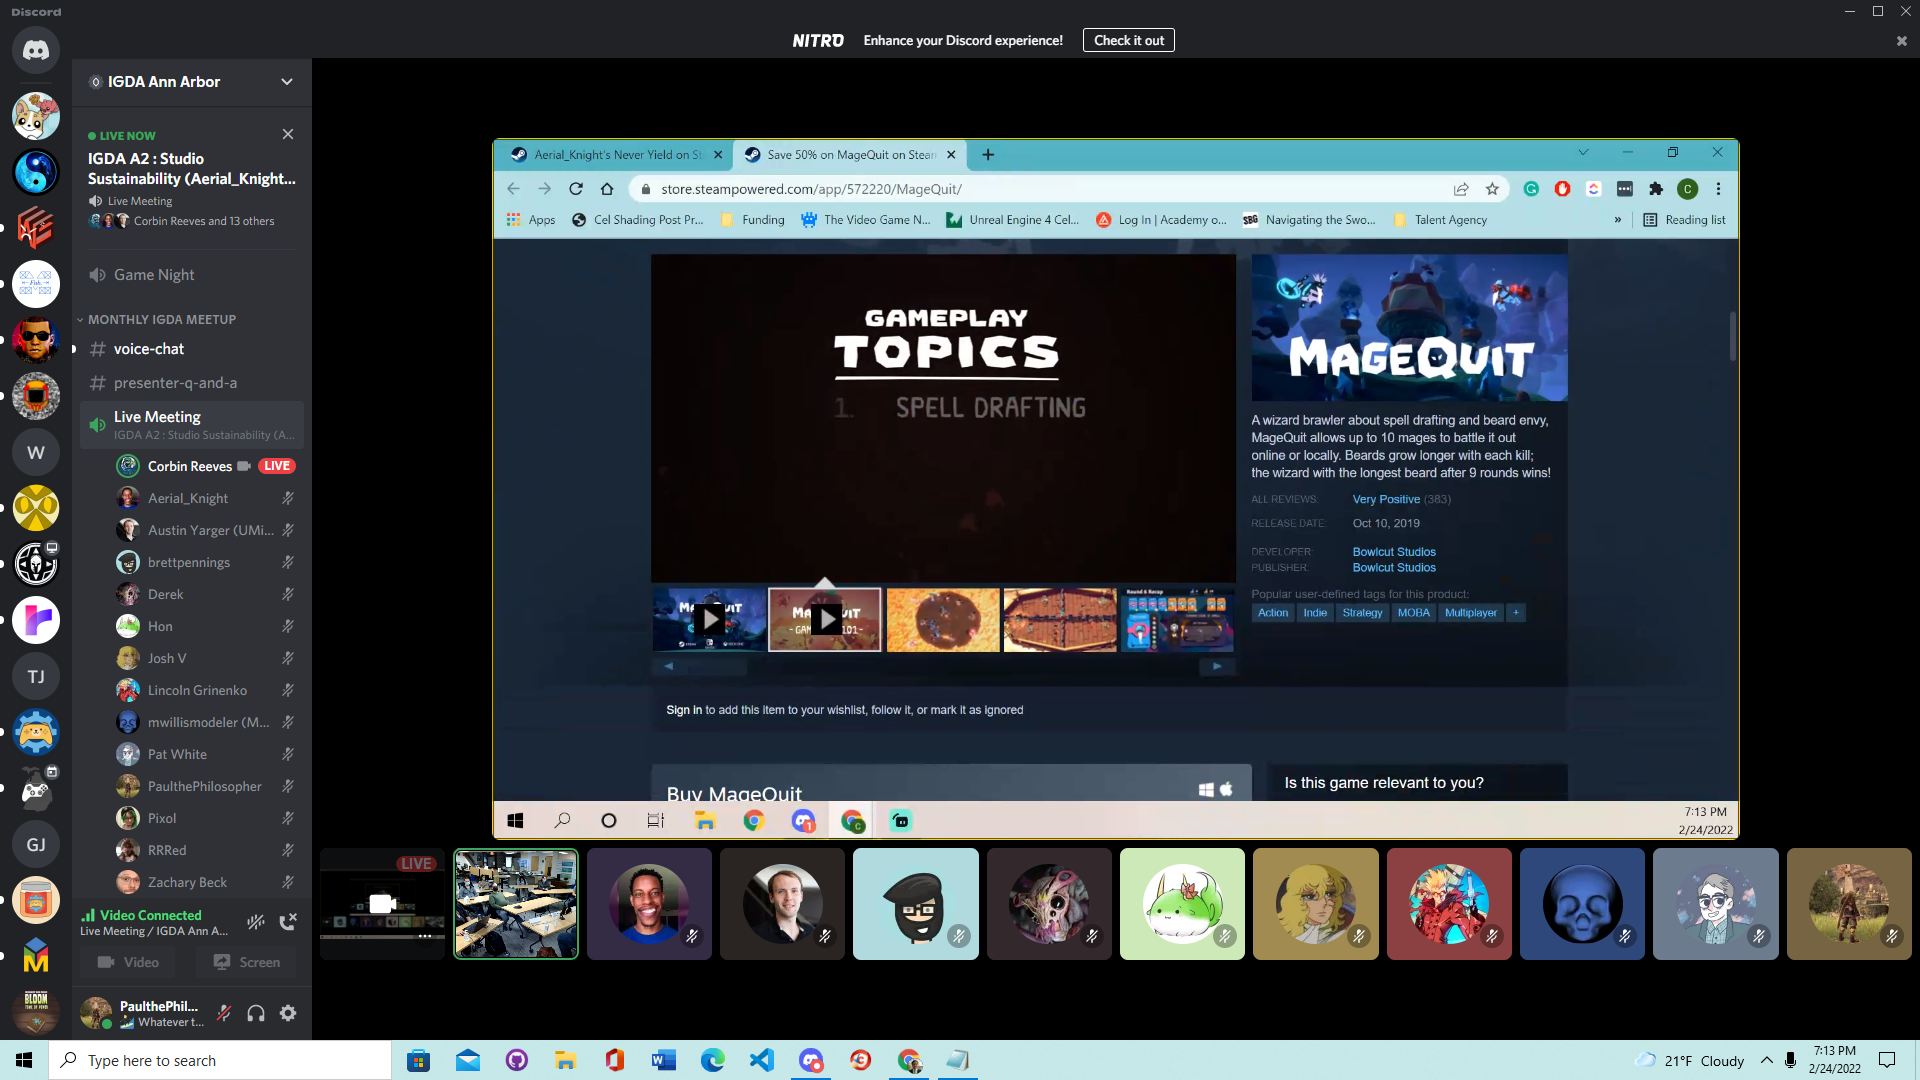 Discord
NITRO Enhance your Discord experience! Check it out
IGDA Ann Arbor
LIVE NOW
IGDA A2 : Studio
Sustainability (Aerial_Knight...
Live Meeting
Corbin Reeves and 13 others
Game Night
MONTHLY IGDA MEETUP
voice-chat
presenter-q-and-a
Live Meeting
IGDA A2 : Studio Sustainability (A...
Corbin Reeves LIVE
Aerial_Knight
Austin Yarger (UMi...
brettpennings
Derek
Hon
Josh V
Lincoln Grinenko
mwillismodeler (M...
Pat White
PaulthePhilosopher
Pixol
RRRed
Zachary Beck
W
TJ
GJ
BLOOM
Video Connected
Live Meeting / IGDA Ann A...
Video Screen
PaulthePhil...
Whatever t...
Aerial_Knight's Never Yield on St
Save 50% on MageQuit on Steam
store.steampowered.com/app/572220/MageQuit/
C
Apps Cel Shading Post Pr... Funding The Video Game N... Unreal Engine 4 Cel... Log In | Academy o... SBG Navigating the Swo... Talent Agency » Reading list
GAMEPLAY
TOPICS
1. SPELL DRAFTING
MAGEQUIT
A wizard brawler about spell drafting and beard envy,
MageQuit allows up to 10 mages to battle it out
online or locally. Beards grow longer with each kill;
the wizard with the longest beard after 9 rounds wins!
ALL REVIEWS: Very Positive (383)
RELEASE DATE: Oct 10, 2019
DEVELOPER: Bowlcut Studios
PUBLISHER: Bowlcut Studios
Popular user-defined tags for this product:
Action Indie Strategy MOBA Multiplayer +
Sign in to add this item to your wishlist, follow it, or mark it as ignored
Buy MageQuit
Is this game relevant to you?
7:13 PM
2/24/2022
LIVE
Type here to search
21°F Cloudy
7:13 PM
2/24/2022